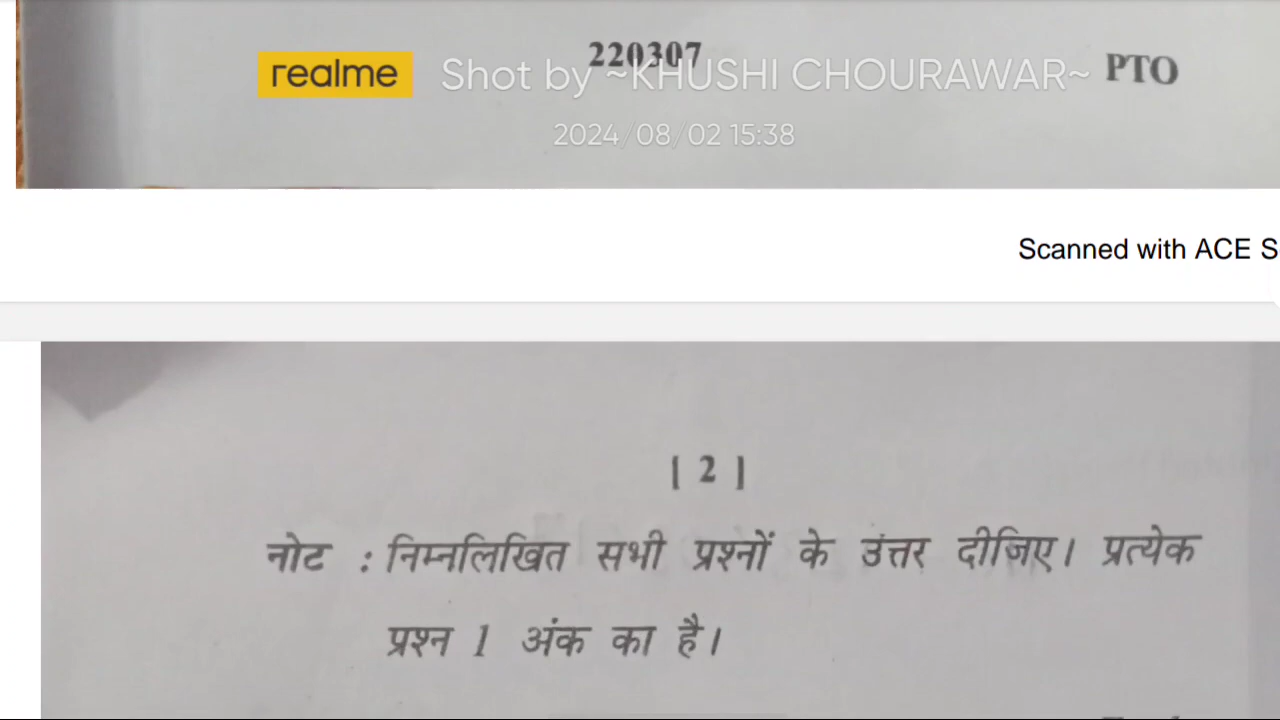 220307
realme Shot by ~KHUSHI CHOURAWAR~ PTO
2024/08/02 15:38
Scanned with ACE S
[ 2 ]
नोट : निम्नलिखित सभी प्रश्नों के उत्तर दीजिए। प्रत्येक
प्रश्न 1 अंक का है।